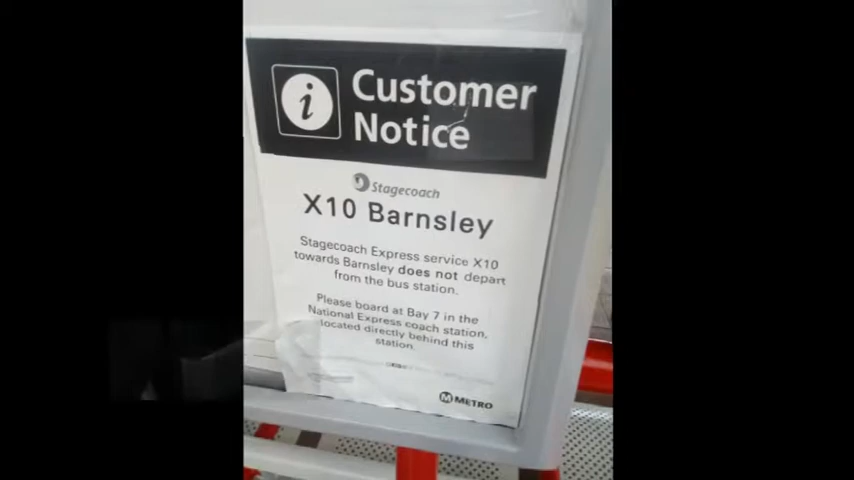 i
Customer
Notice
Stagecoach
X10 Barnsley
Stagecoach Express service X10
towards Barnsley does not depart
from the bus station.
Please board at Bay 7 in the
National Express coach station,
located directly behind this
station.
M METRO